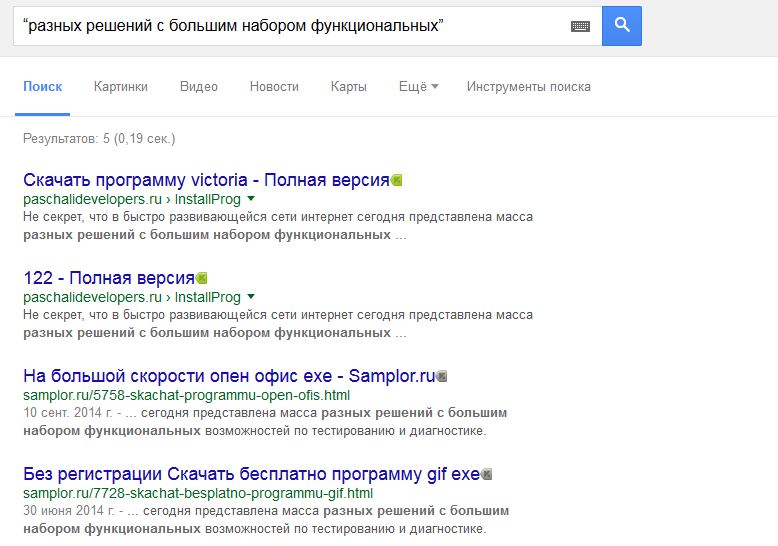 “разных решений с большим набором функциональных”
Поиск Картинки Видео Новости Карты Ещё Инструменты поиска
Результатов: 5 (0,19 сек.)
Скачать программу victoria - Полная версия
paschalidevelopers.ru › InstallProg
Не секрет, что в быстро развивающейся сети интернет сегодня представлена масса
разных решений с большим набором функциональных ...
122 - Полная версия
paschalidevelopers.ru › InstallProg
Не секрет, что в быстро развивающейся сети интернет сегодня представлена масса
разных решений с большим набором функциональных ...
На большой скорости опен офис exe - Samplor.ru
samplor.ru/5758-skachat-programmu-open-ofis.html
10 сент. 2014 г. - ... сегодня представлена масса разных решений с большим
набором функциональных возможностей по тестированию и диагностике.
Без регистрации Скачать бесплатно программу gif exe
samplor.ru/7728-skachat-besplatno-programmu-gif.html
30 июня 2014 г. - ... сегодня представлена масса разных решений с большим
набором функциональных возможностей по тестированию и диагностике.